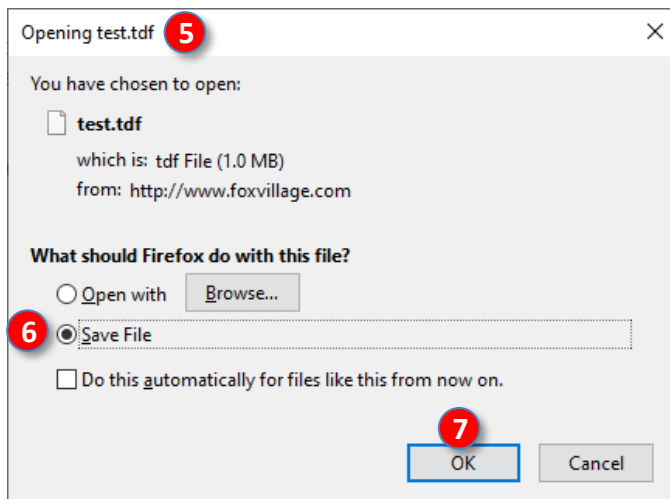 Opening test.tdf 5
You have chosen to open:
test.tdf
which is: tdf File (1.0 MB)
from: http://www.foxvillage.com
What should Firefox do with this file?
Open with Browse...
6 Save File
Do this automatically for files like this from now on.
7
OK Cancel